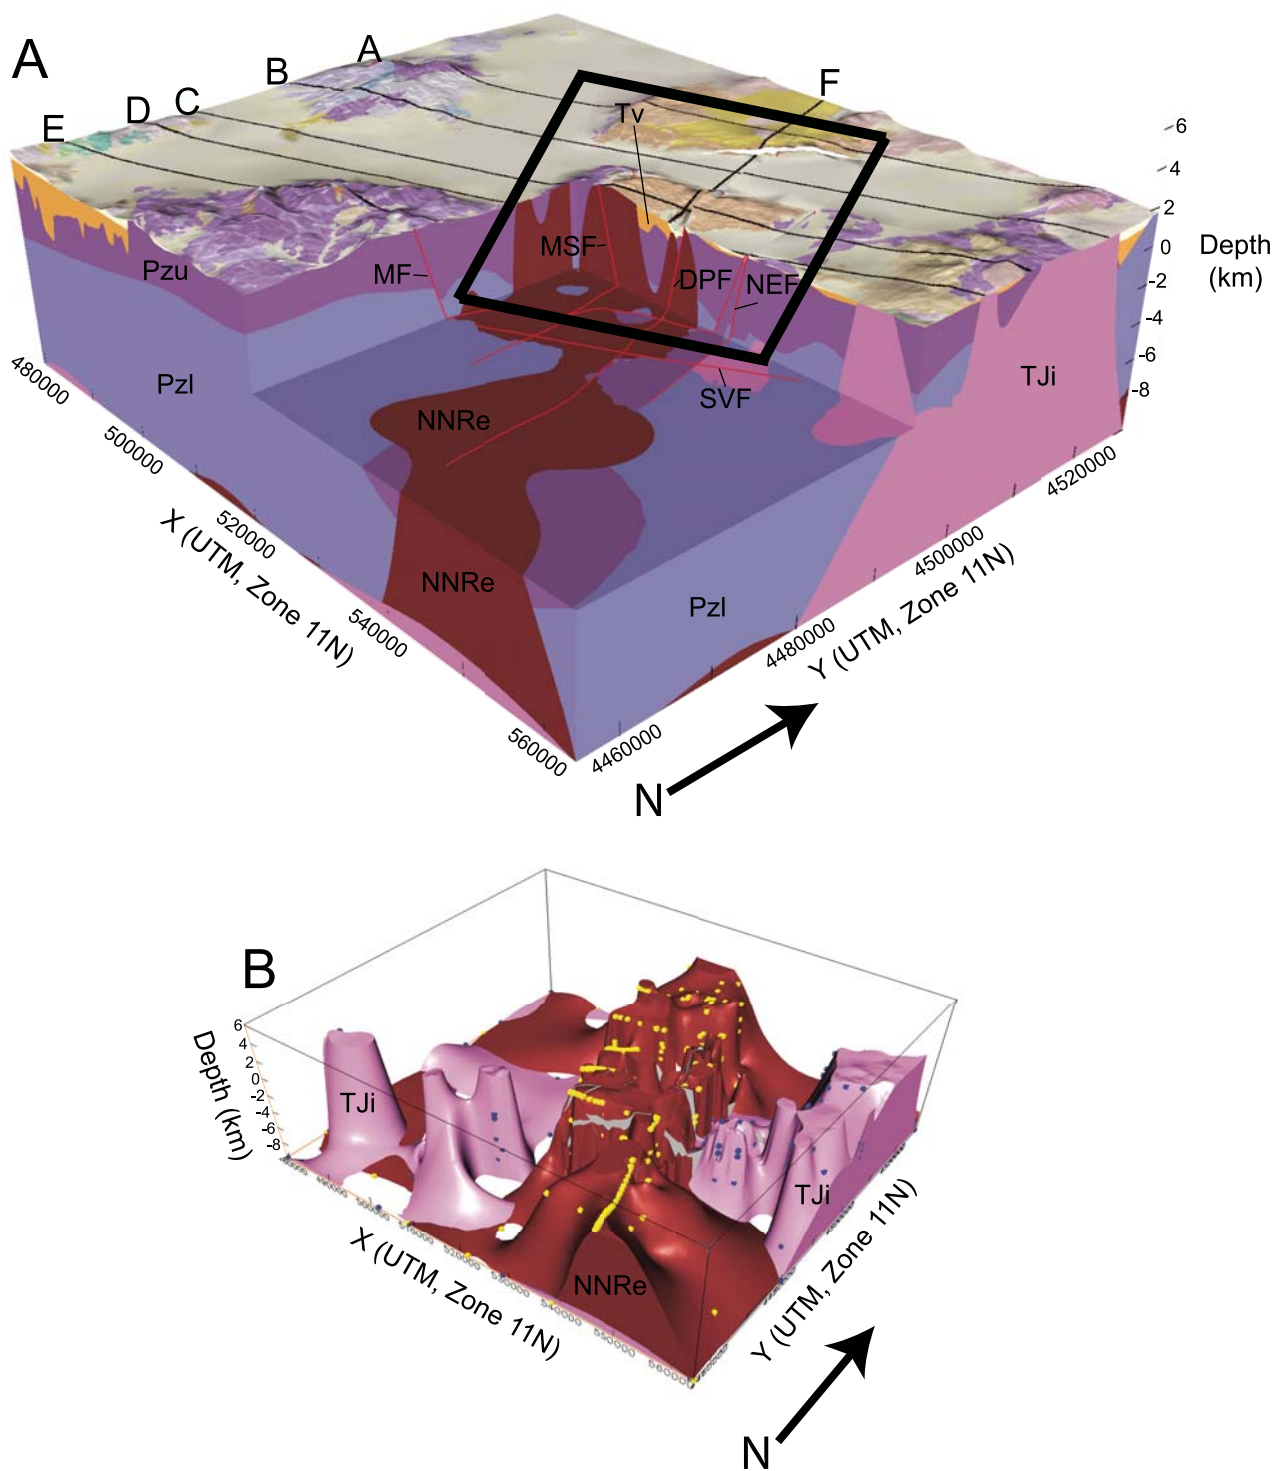 A
A
B
C
D
E
F
Tv
6
4
2
0
-2
-4
-6
-8
Depth
(km)
MSF
MF
DPF
NEF
SVF
Pzu
Pzl
NNRe
TJi
NNRe
Pzl
480000
500000
520000
540000
560000
X (UTM, Zone 11N)
4460000
4480000
4500000
4520000
Y (UTM, Zone 11N)
N
B
6
4
2
0
-2
-4
-6
-8
Depth (km)
TJi
TJi
NNRe
X (UTM, Zone 11N)
520000
550000
Y (UTM, Zone 11N)
N